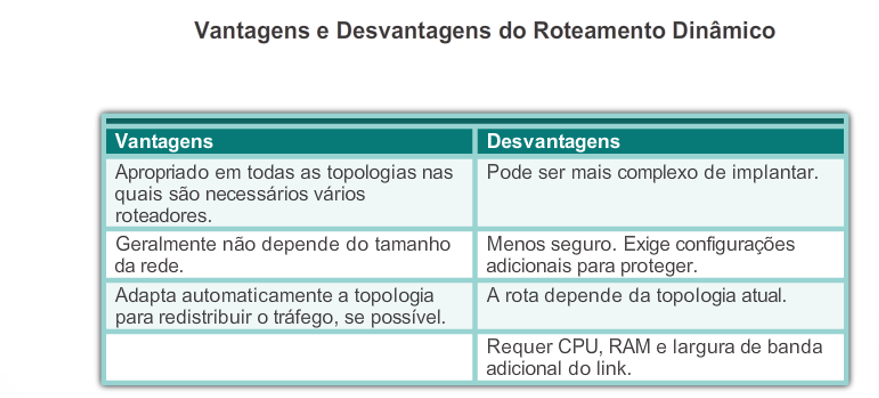 Vantagens e Desvantagens do Roteamento Dinâmico
Vantagens
Desvantagens
Apropriado em todas as topologias nas
quais são necessários vários
roteadores.
Pode ser mais complexo de implantar.
Geralmente não depende do tamanho
da rede.
Menos seguro. Exige configurações
adicionais para proteger.
Adapta automaticamente a topologia
para redistribuir o tráfego, se possível.
A rota depende da topologia atual.
Requer CPU, RAM e largura de banda
adicional do link.